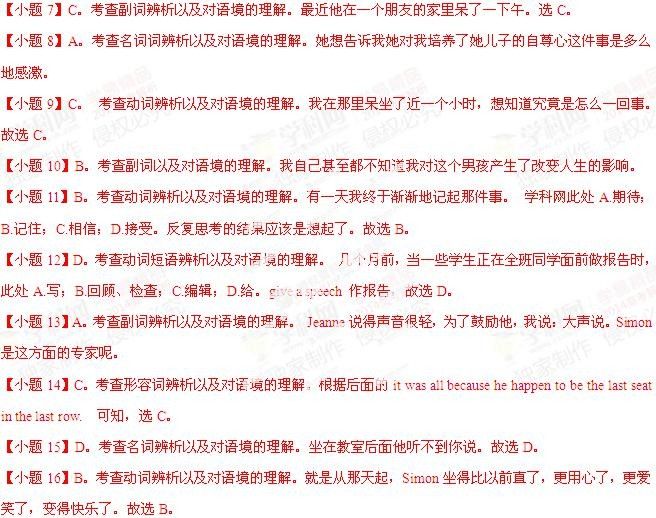 【小题 7】C。考查副词辨析以及对语境的理解。最近他在一个朋友的家里呆了一下午。选 C。
【小题 8】A。考查名词词辨析以及对语境的理解。她想告诉我她对我培养了她儿子的自尊心这件事是多么
地感激。
【小题 9】C。 考查动词辨析以及对语境的理解。我在那里呆坐了近一个小时，想知道究竟是怎么一回事。
故选 C。
【小题 10】B。考查副词以及对语境的理解。我自己甚至都不知道我对这个男孩产生了改变人生的影响。
【小题 11】B。考查动词辨析以及对语境的理解。有一天我终于渐渐地记起那件事。 学科网此处 A.期待；
B.记住；C.相信；D.接受。反复思考的结果应该是想起了。故选 B。
【小题 12】D。考查动词短语辨析以及对语境的理解。 几个月前，当一些学生正在全班同学面前做报告时，
此处 A.写；B.回顾、检查；C.编辑；D.给。give a speech 作报告，故选 D。
【小题 13】A。考查副词辨析以及对语境的理解。 Jeanne 说得声音很轻，为了鼓励他，我说：大声说。Simon
是这方面的专家呢。
【小题 14】C。考查形容词辨析以及对语境的理解。根据后面的 it was all because he happen to be the last seat
in the last row. 可知，选 C。
【小题 15】D。考查名词辨析以及对语境的理解。坐在教室后面他听不到你说。故选 D。
【小题 16】B。考查动词辨析以及对语境的理解。就是从那天起，Simon 坐得比以前直了，更用心了，更爱
笑了，变得快乐了。故选 B。